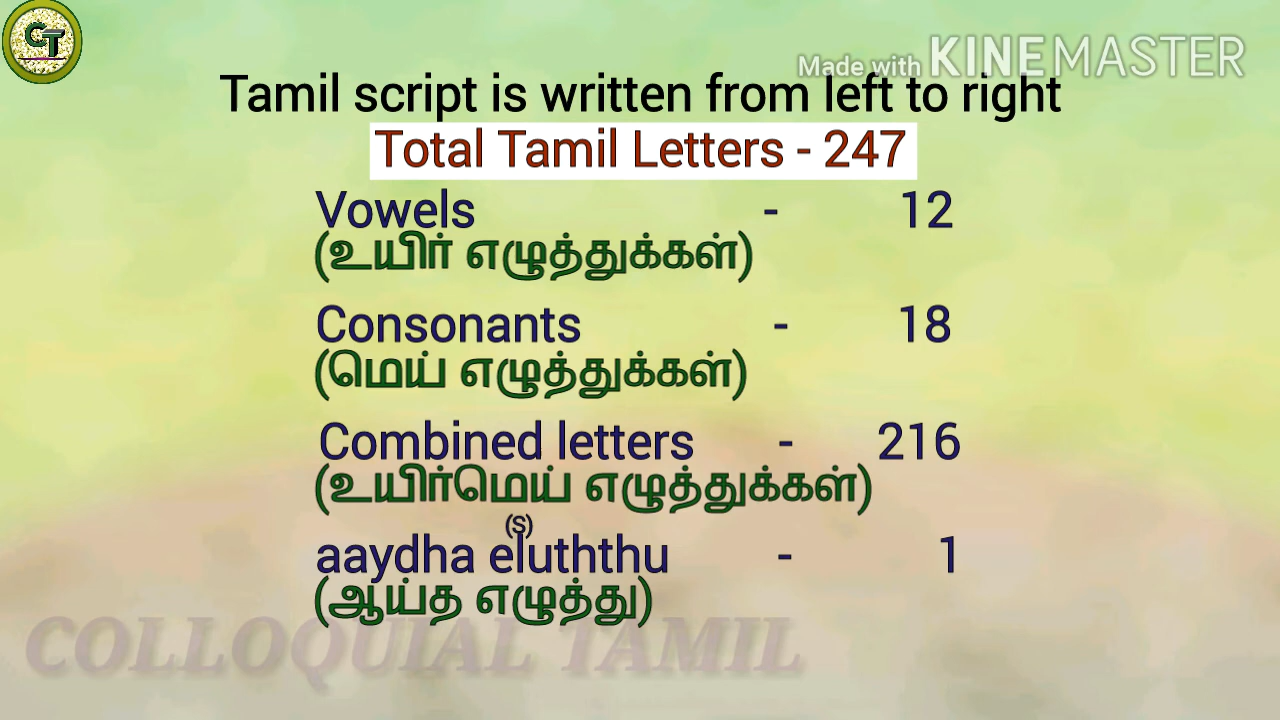 CT
Made with KINEMASTER
Tamil script is written from left to right
Total Tamil Letters - 247
Vowels - 12
(உயிர் எழுத்துக்கள்)
Consonants - 18
(மெய் எழுத்துக்கள்)
Combined letters - 216
(உயிர்மெய் எழுத்துக்கள்)
(S)
aaydha eluththu - 1
(ஆய்த எழுத்து)
COLLOQUIAL TAMIL